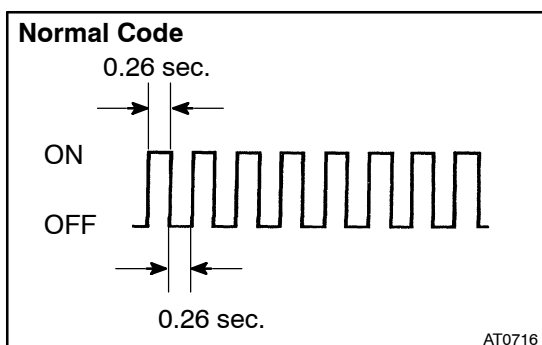 Normal Code
0.26 sec.
ON
OFF
0.26 sec.
AT0716